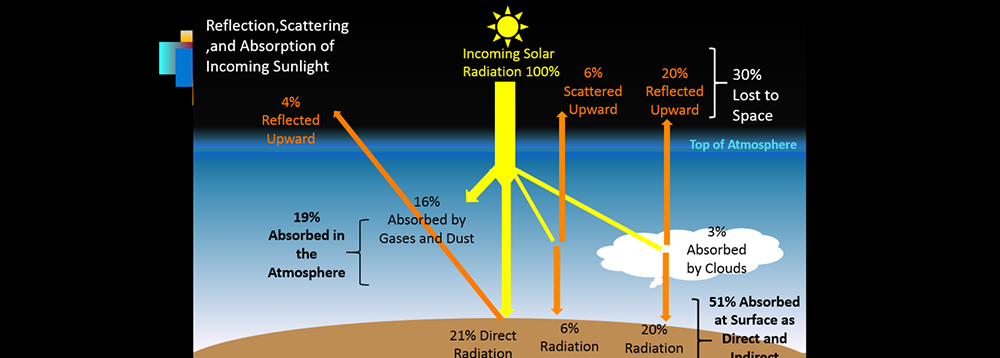 Reflection,Scattering
,and Absorption of
Incoming Sunlight
Incoming Solar
Radiation 100%
6%
Scattered
Upward
20%
Reflected
Upward
30%
Lost to
Space
4%
Reflected
Upward
Top of Atmosphere
16%
Absorbed by
Gases and Dust
19%
Absorbed in
the
Atmosphere
3%
Absorbed
by Clouds
21% Direct
Radiation
6%
Radiation
20%
Radiation
51% Absorbed
at Surface as
Direct and
Indirect